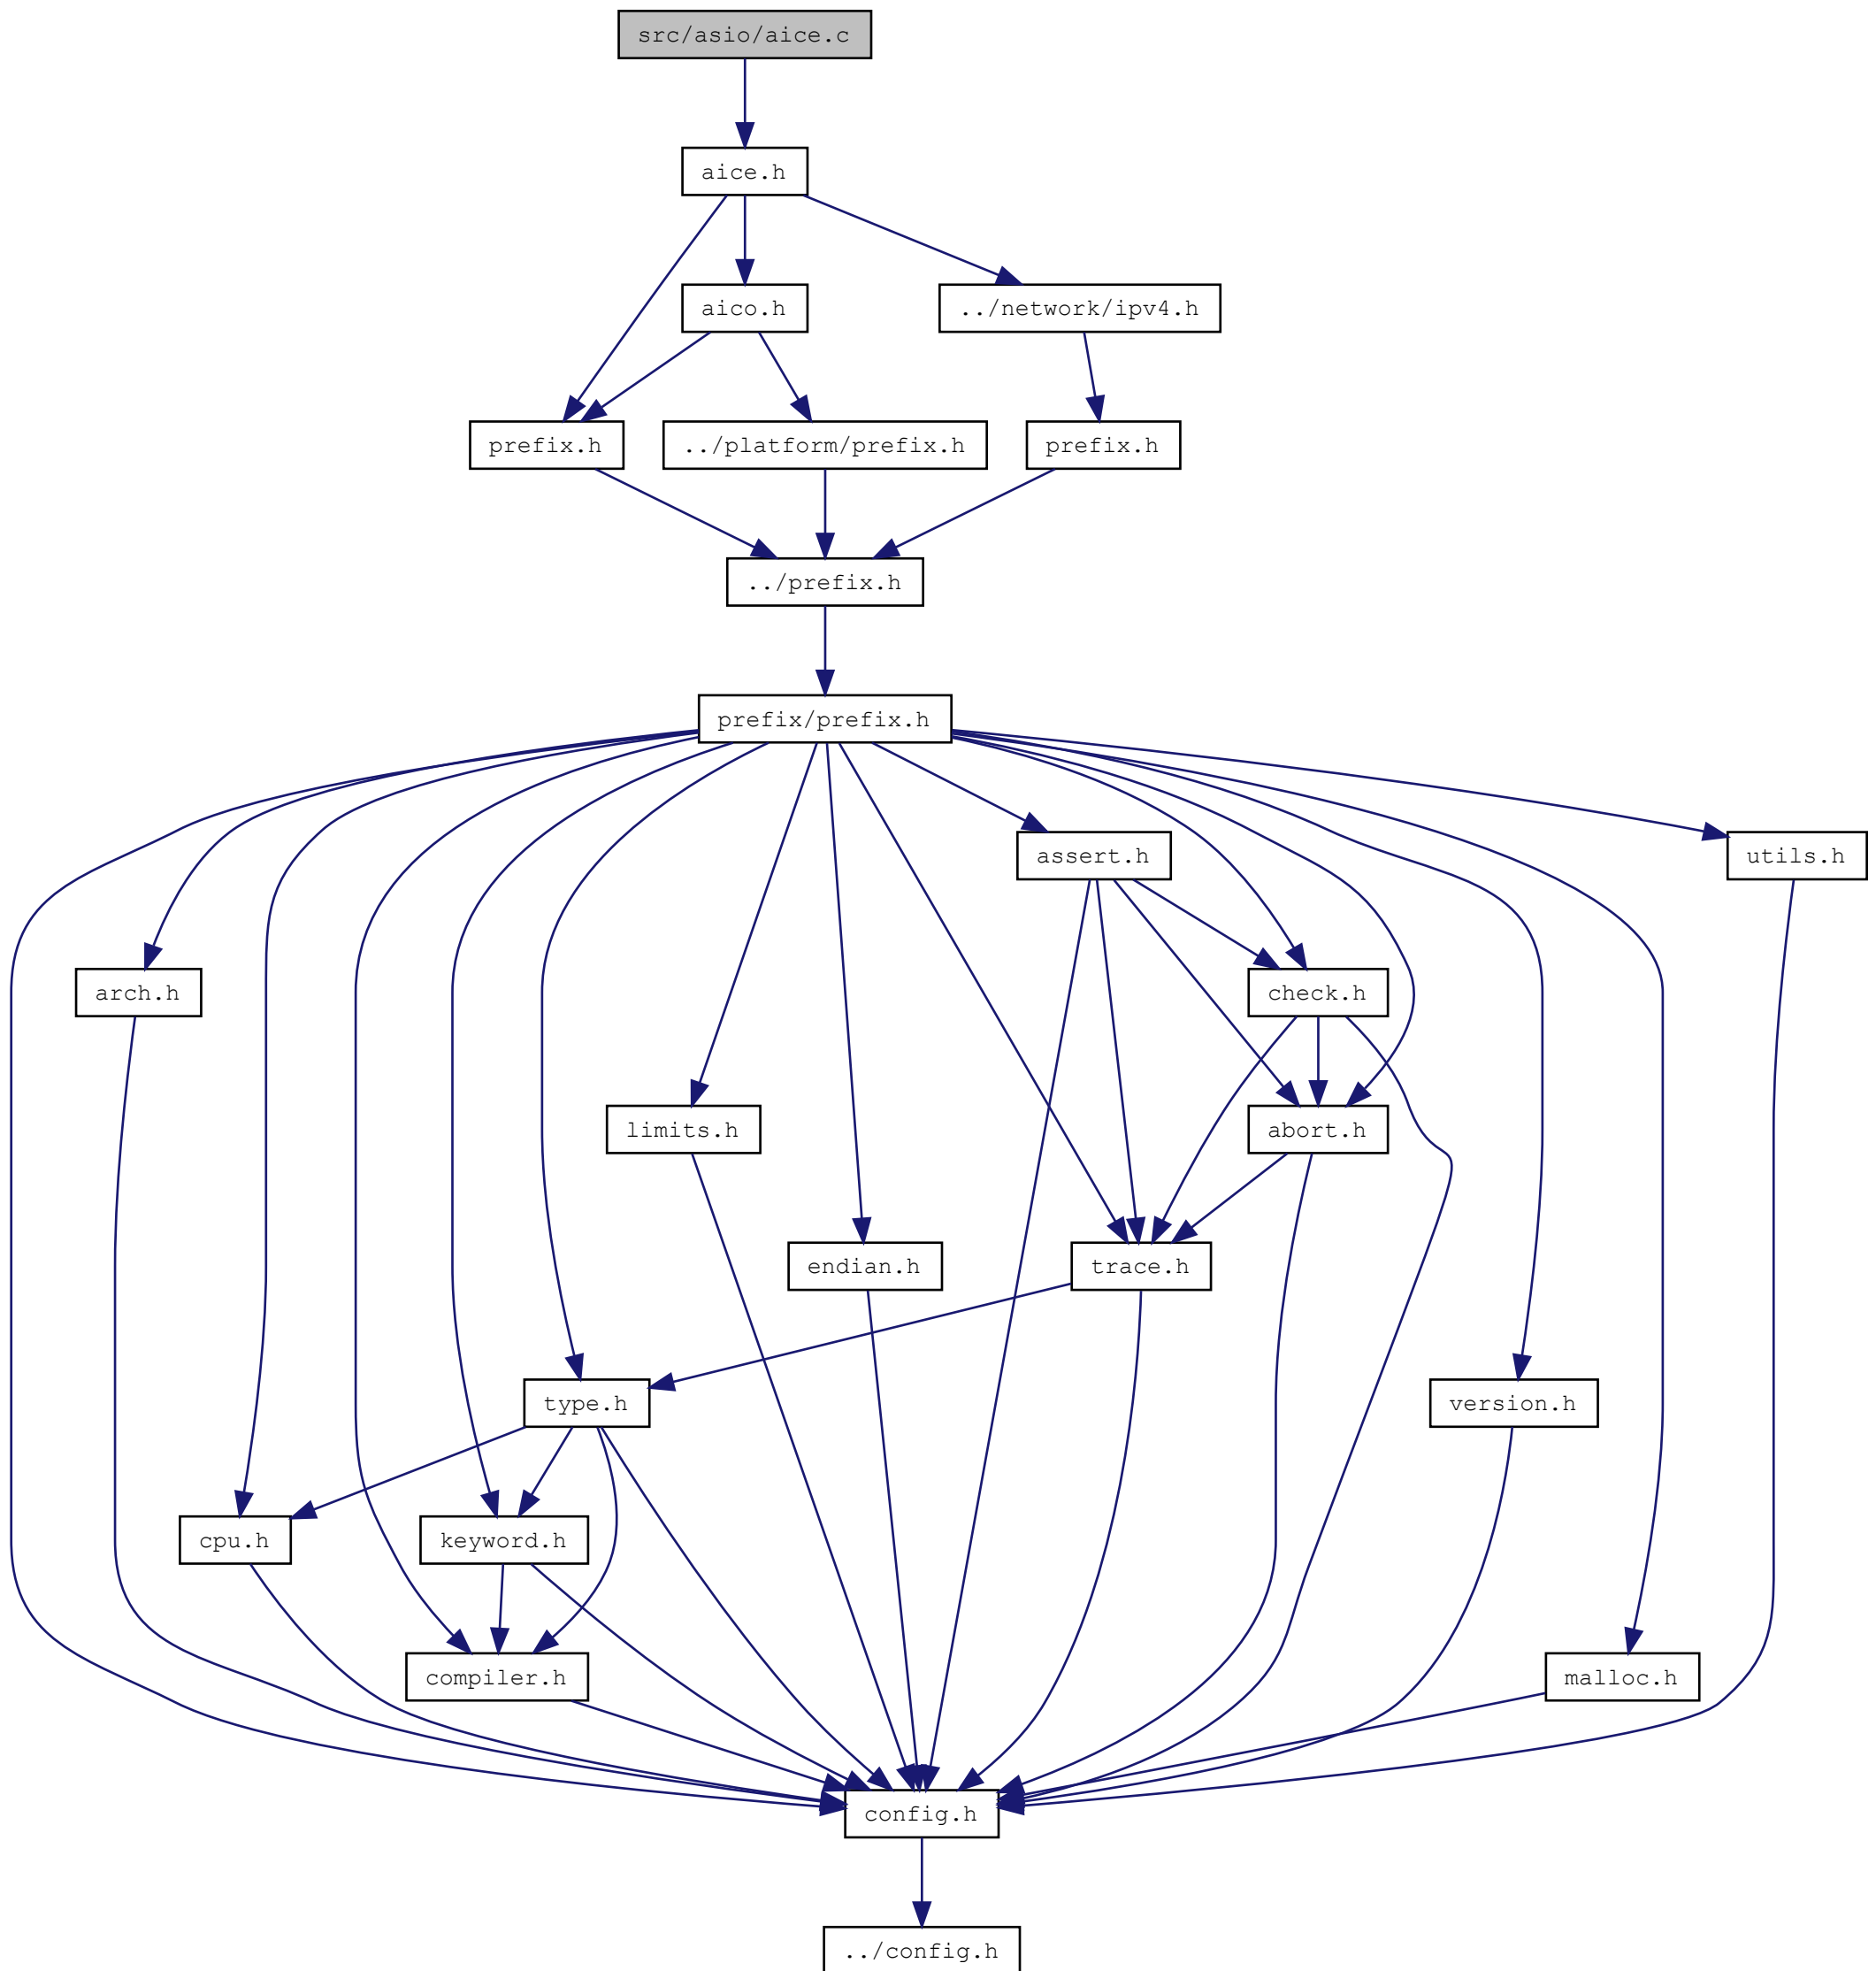 src/asio/aice.c
aice.h
aico.h
../network/ipv4.h
prefix.h
../platform/prefix.h
prefix.h
../prefix.h
prefix/prefix.h
assert.h
utils.h
arch.h
check.h
limits.h
abort.h
endian.h
trace.h
type.h
version.h
cpu.h
keyword.h
compiler.h
malloc.h
config.h
../config.h